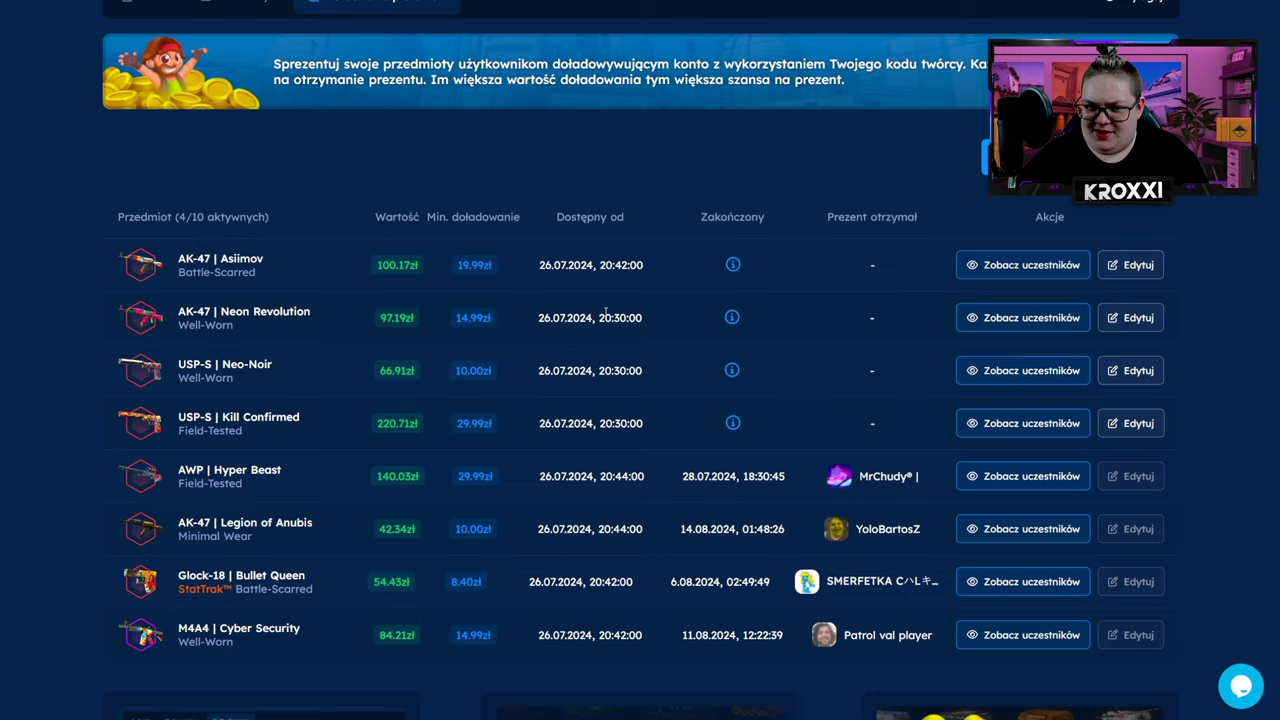 Sprezentuj swoje przedmioty użytkownikom doładowywującym konto z wykorzystaniem Twojego kodu twórcy.
na otrzymanie prezentu. Im większa wartość doładowania tym większa szansa na prezent.
KROXXI
Przedmiot (4/10 aktywnych) Wartość Min. doładowanie Dostępny od Zakończony Prezent otrzymał Akcje
AK-47 | Asiimov
Battle-Scarred
100.17zł 19.99zł 26.07.2024, 20:42:00 - Zobacz uczestników Edytuj
AK-47 | Neon Revolution
Well-Worn
97.19zł 14.99zł 26.07.2024, 20:30:00 - Zobacz uczestników Edytuj
USP-S | Neo-Noir
Well-Worn
66.91zł 10.00zł 26.07.2024, 20:30:00 - Zobacz uczestników Edytuj
USP-S | Kill Confirmed
Field-Tested
220.71zł 29.99zł 26.07.2024, 20:30:00 - Zobacz uczestników Edytuj
AWP | Hyper Beast
Field-Tested
140.03zł 29.99zł 26.07.2024, 20:44:00 28.07.2024, 18:30:45 MrChudy® | Zobacz uczestników Edytuj
AK-47 | Legion of Anubis
Minimal Wear
42.34zł 10.00zł 26.07.2024, 20:44:00 14.08.2024, 01:48:26 YoloBartosZ Zobacz uczestników Edytuj
Glock-18 | Bullet Queen
StatTrak™ Battle-Scarred
54.43zł 8.40zł 26.07.2024, 20:42:00 6.08.2024, 02:49:49 SMERFETKA Cハレキ... Zobacz uczestników Edytuj
M4A4 | Cyber Security
Well-Worn
84.21zł 14.99zł 26.07.2024, 20:42:00 11.08.2024, 12:22:39 Patrol val player Zobacz uczestników Edytuj